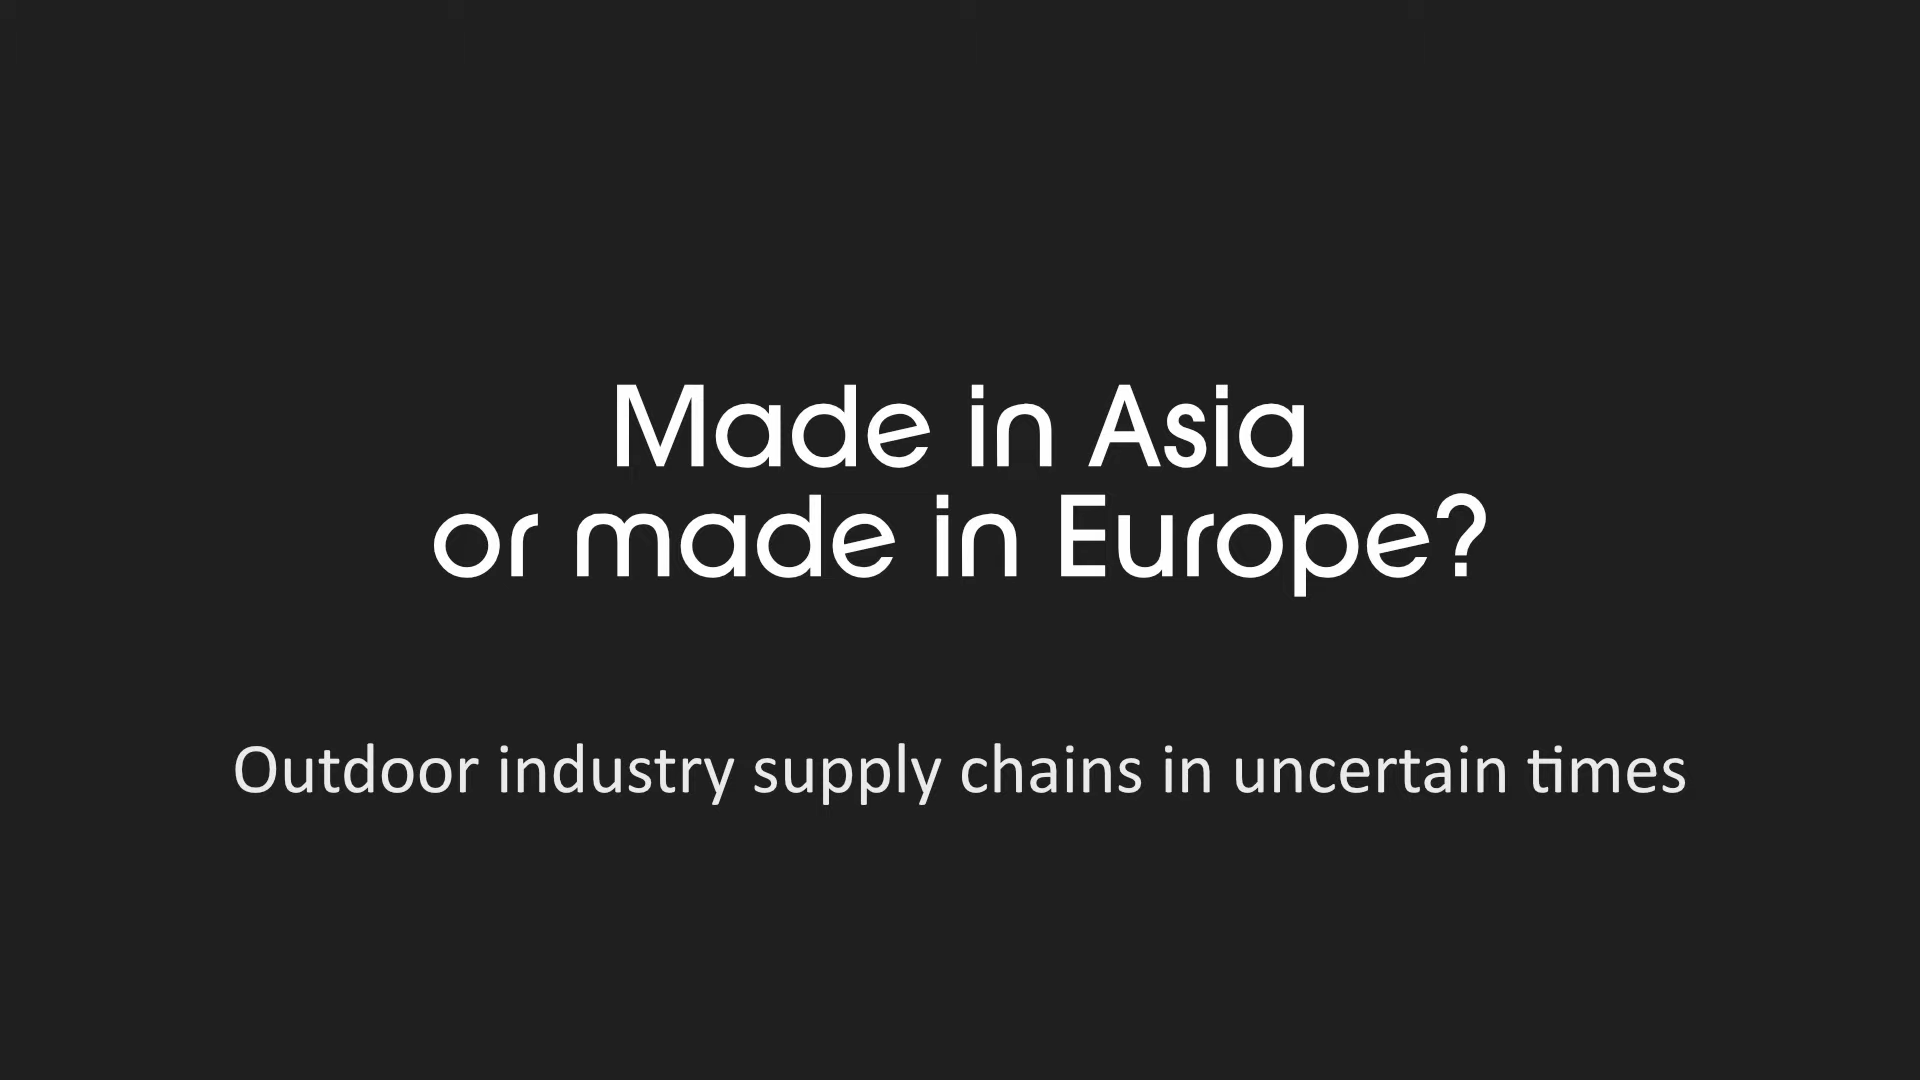 Made in Asia
or made in Europe?
Outdoor industry supply chains in uncertain times